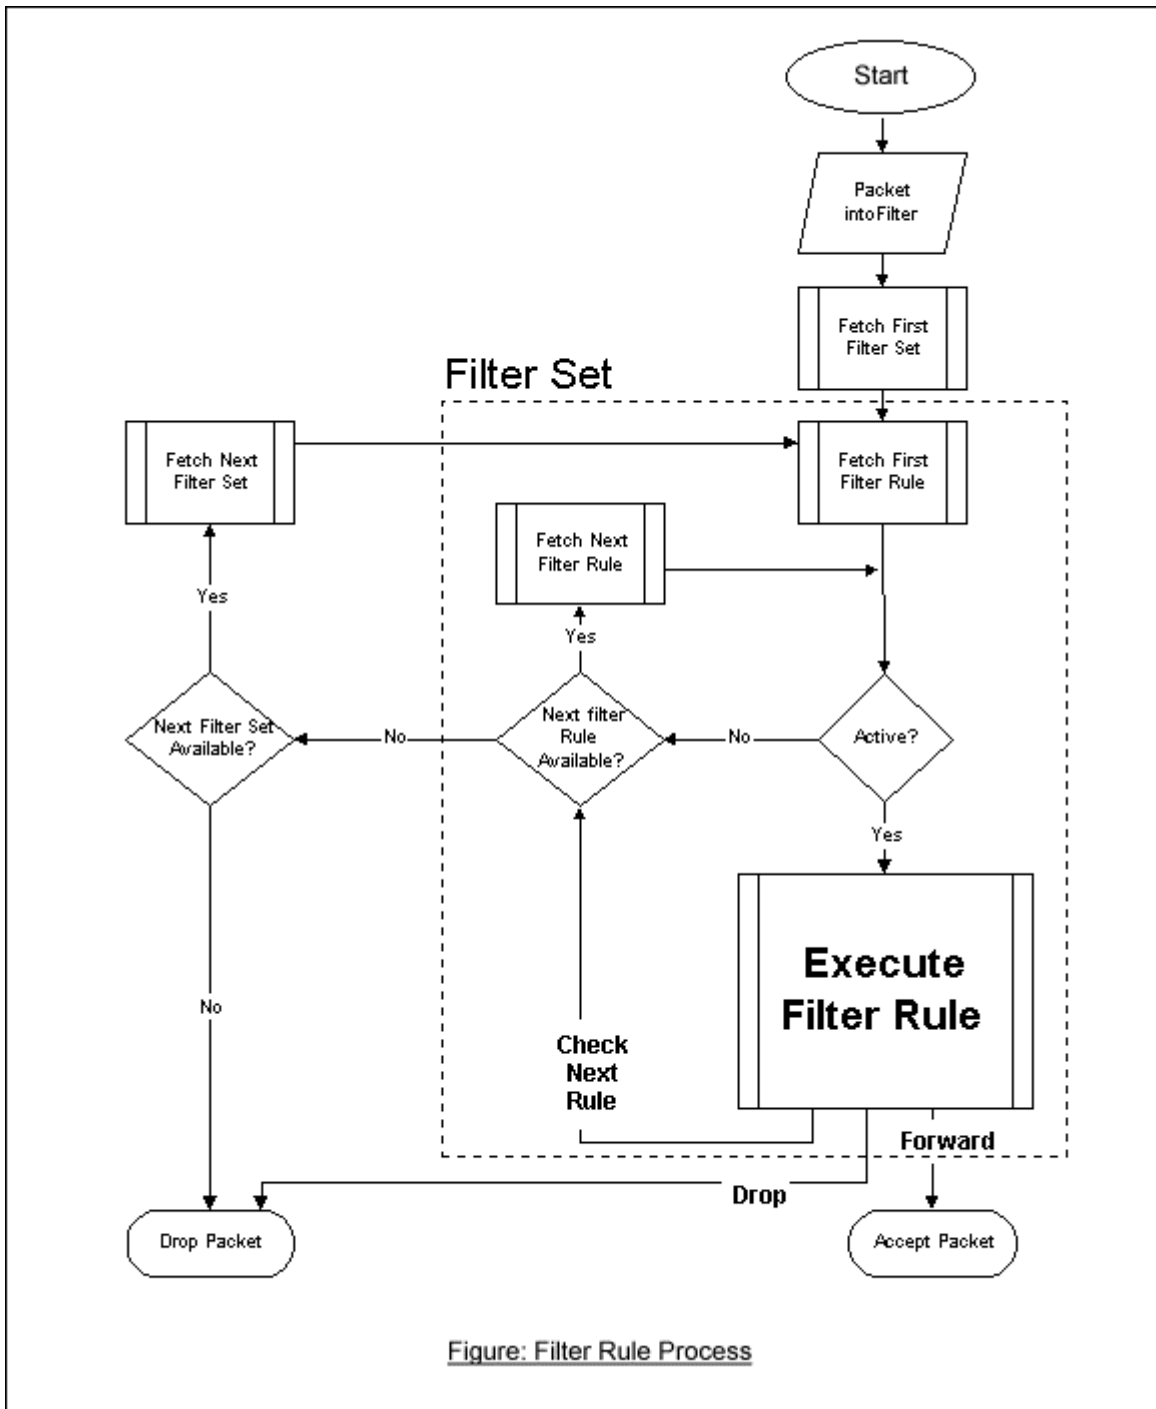 Start
Packet
into Filter
Fetch First
Filter Set
Filter Set
Fetch Next
Filter Set
Fetch First
Filter Rule
Fetch Next
Filter Rule
Yes
Yes
Next Filter Set
Available?
No
Next filter
Rule
Available?
No
Active?
Yes
Execute
Filter Rule
No
Check
Next
Rule
Forward
Drop
Drop Packet
Accept Packet
Figure: Filter Rule Process